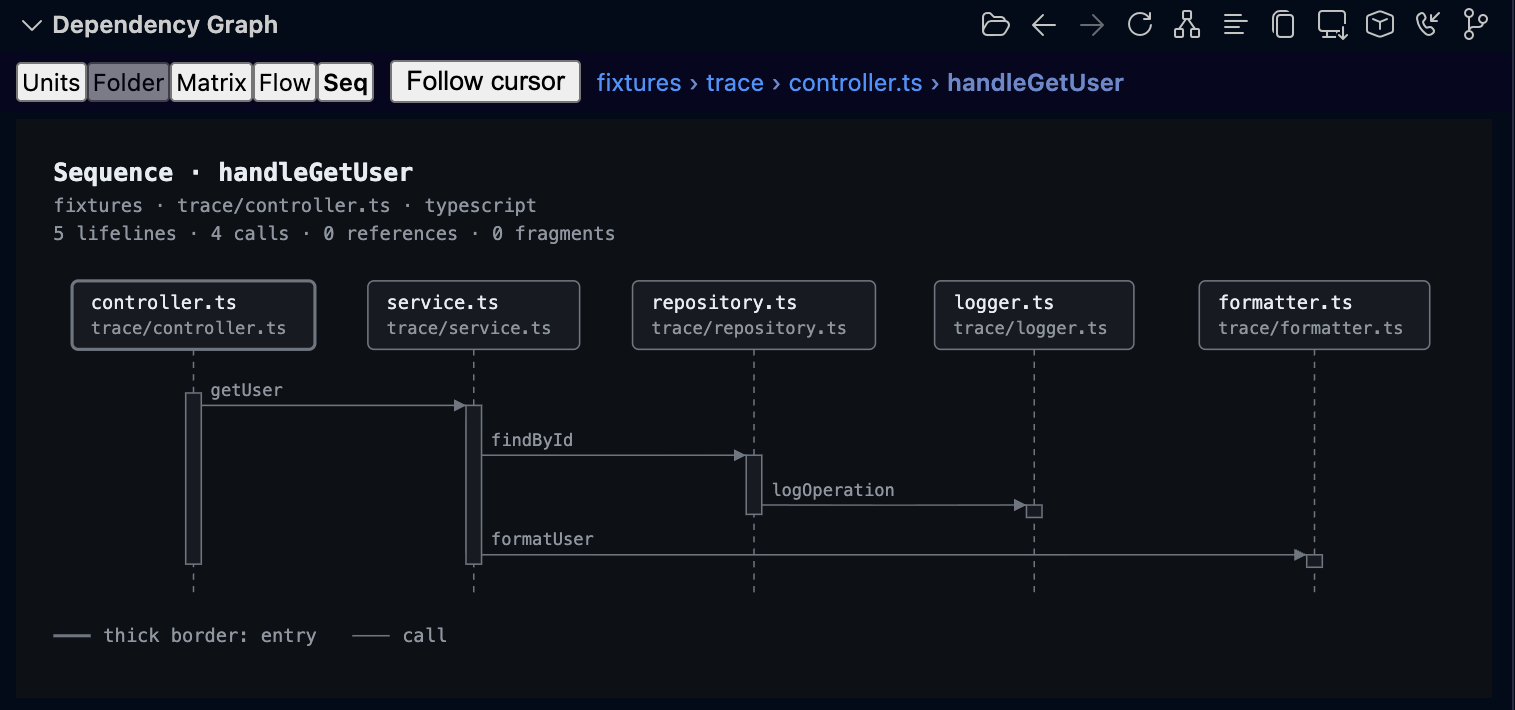 Dependency Graph
Units Folder Matrix Flow Seq Follow cursor fixtures › trace › controller.ts › handleGetUser
Sequence · handleGetUser
fixtures · trace/controller.ts · typescript
5 lifelines · 4 calls · 0 references · 0 fragments
controller.ts service.ts repository.ts logger.ts formatter.ts
trace/controller.ts trace/service.ts trace/repository.ts trace/logger.ts trace/formatter.ts
getUser
findById
logOperation
formatUser
thick border: entry call